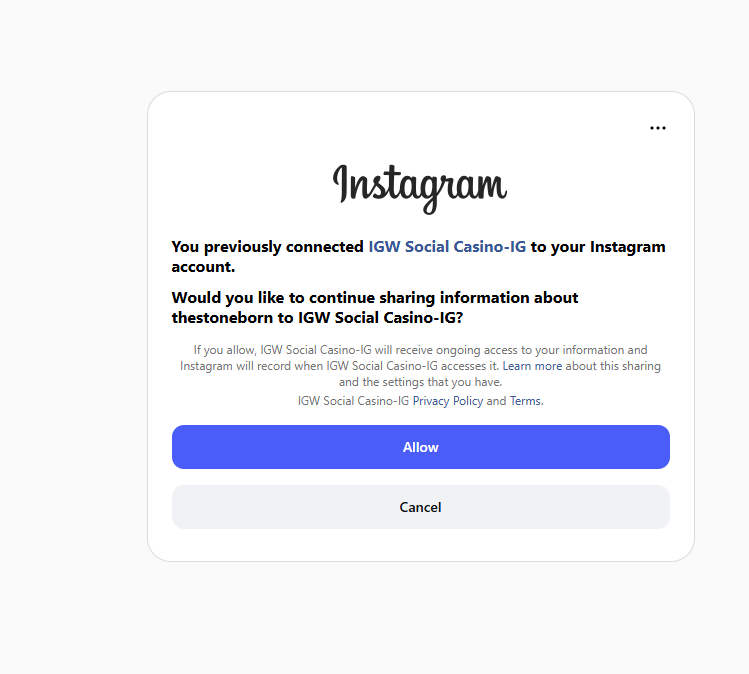 Instagram
You previously connected IGW Social Casino-IG to your Instagram
account.
Would you like to continue sharing information about
thestoneborn to IGW Social Casino-IG?
If you allow, IGW Social Casino-IG will receive ongoing access to your information and
Instagram will record when IGW Social Casino-IG accesses it. Learn more about this sharing
and the settings that you have.
IGW Social Casino-IG Privacy Policy and Terms.
Allow
Cancel